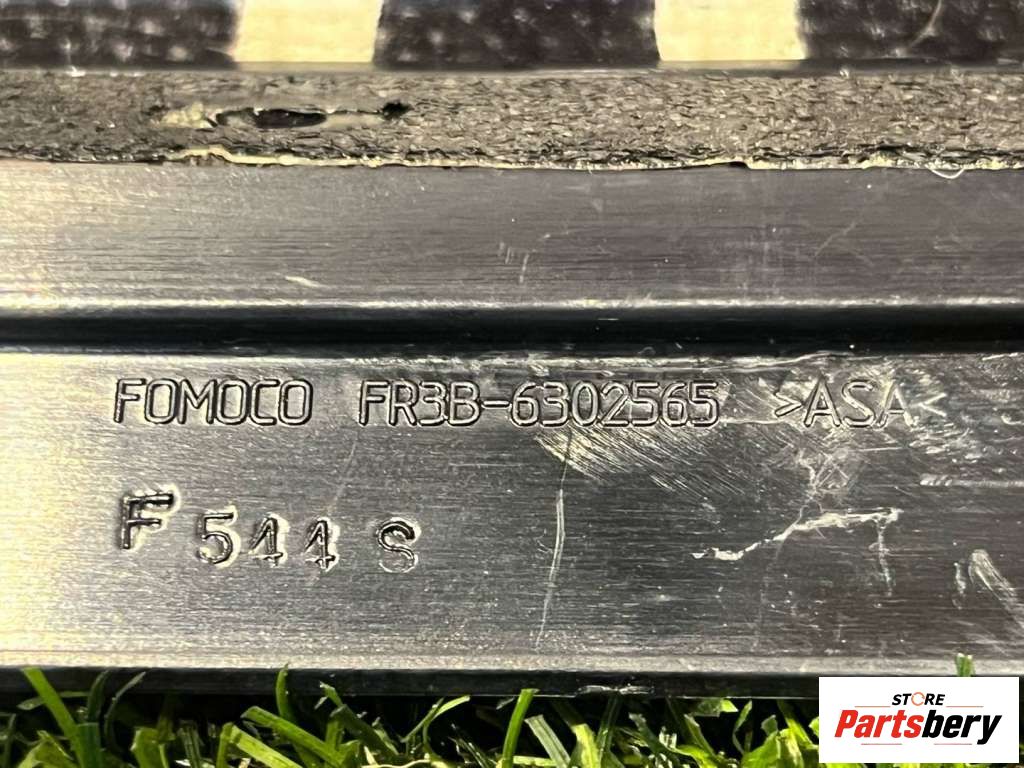 FOMOCO FR3B-6302565 >ASA<
F 544 S
STORE
Partsbery